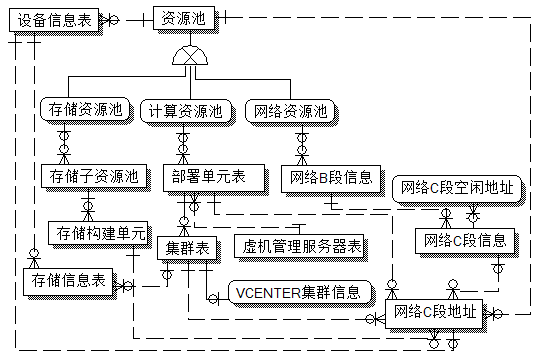 设备信息表
资源池
存储资源池
计算资源池
网络资源池
存储子资源池
部署单元表
网络B段信息
网络C段空闲地址
存储构建单元
集群表
虚机管理服务器表
网络C段信息
存储信息表
VCENTER集群信息
网络C段地址